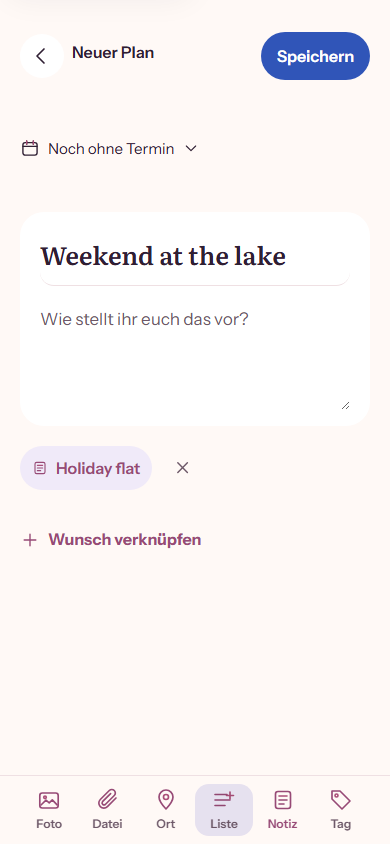 Neuer Plan
Speichern
Noch ohne Termin
Weekend at the lake
Wie stellt ihr euch das vor?
Holiday flat
Wunsch verknüpfen
Foto
Datei
Ort
Liste
Notiz
Tag